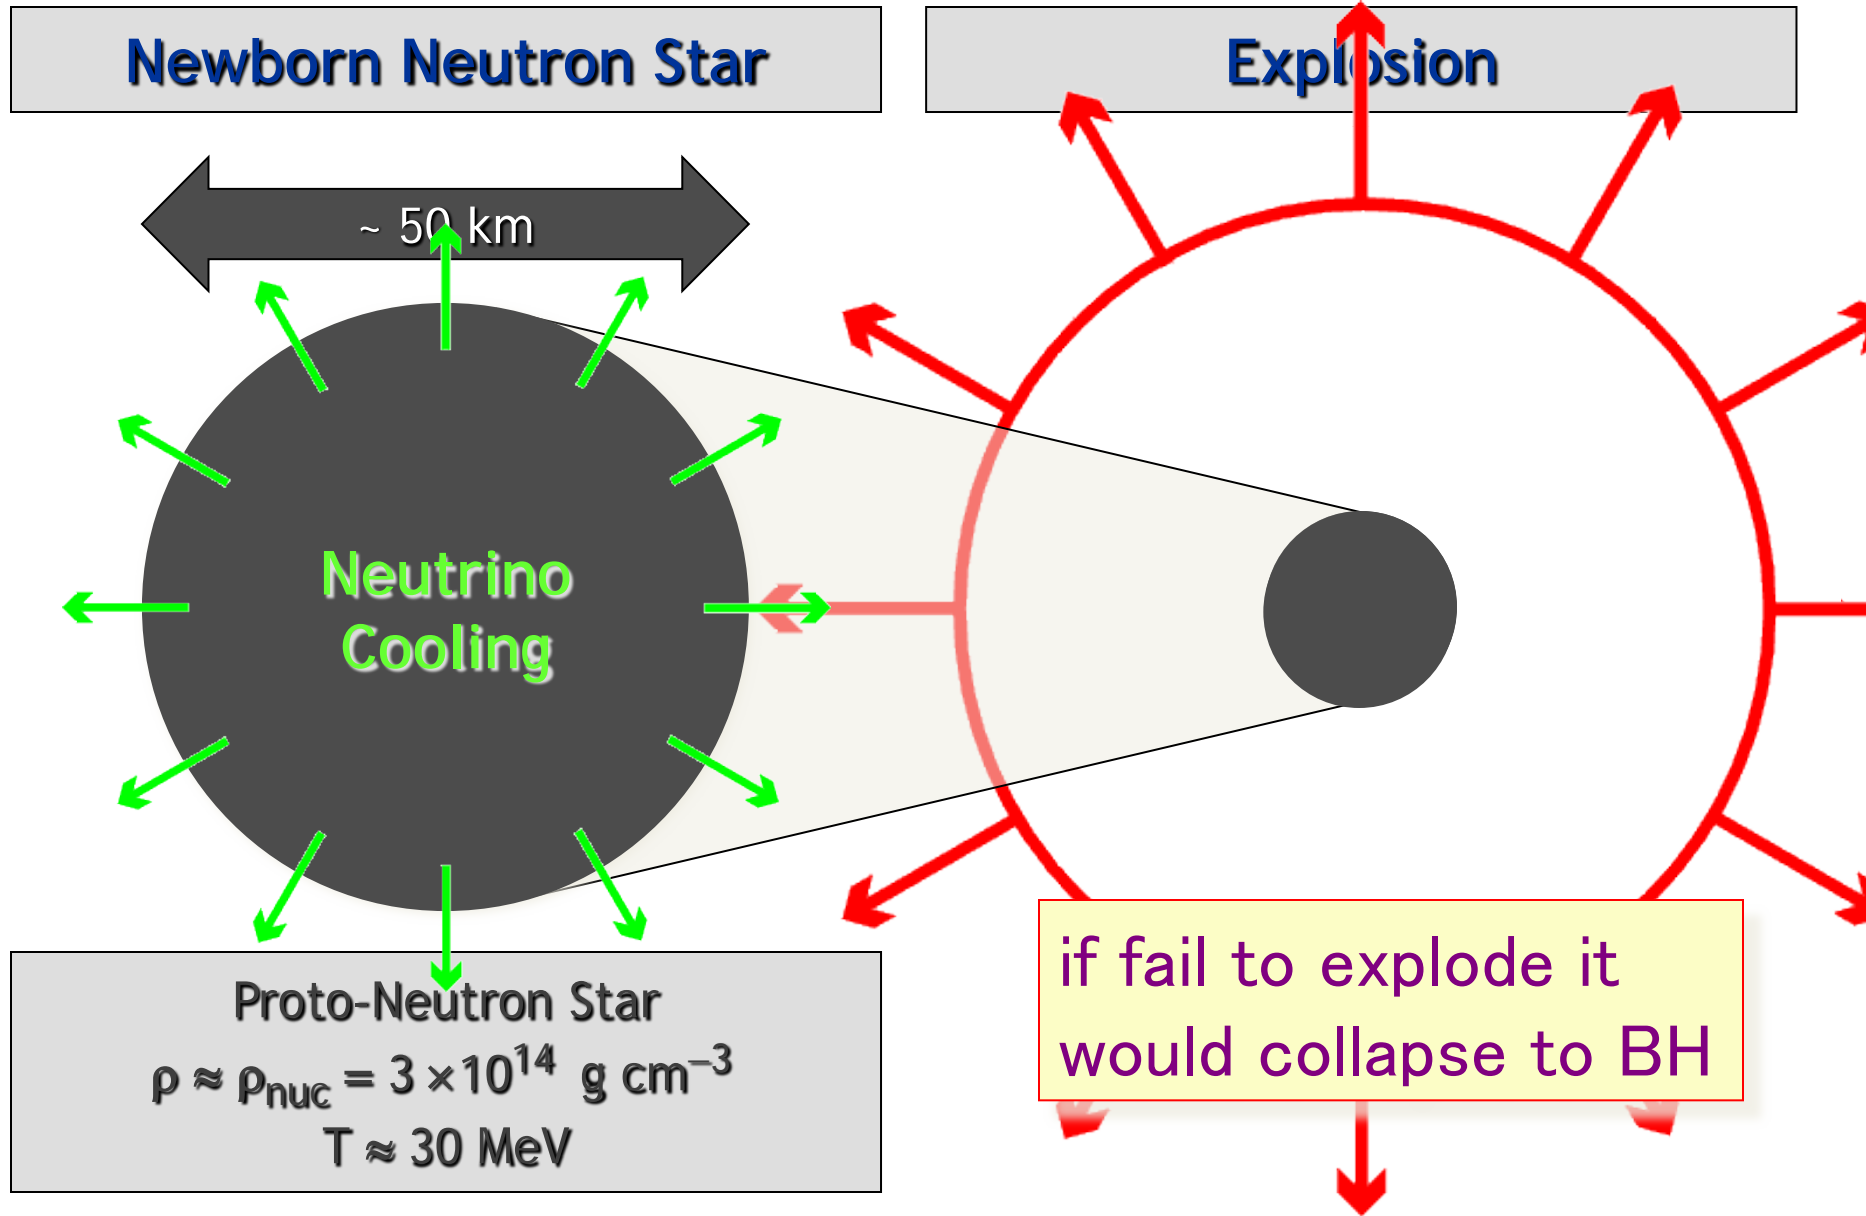 Newborn Neutron Star
Explosion
~ 50 km
Neutrino
Cooling
Proto-Neutron Star
ρ ≈ ρnuc = 3 ×10¹⁴ g cm⁻³
T ≈ 30 MeV
if fail to explode it
would collapse to BH